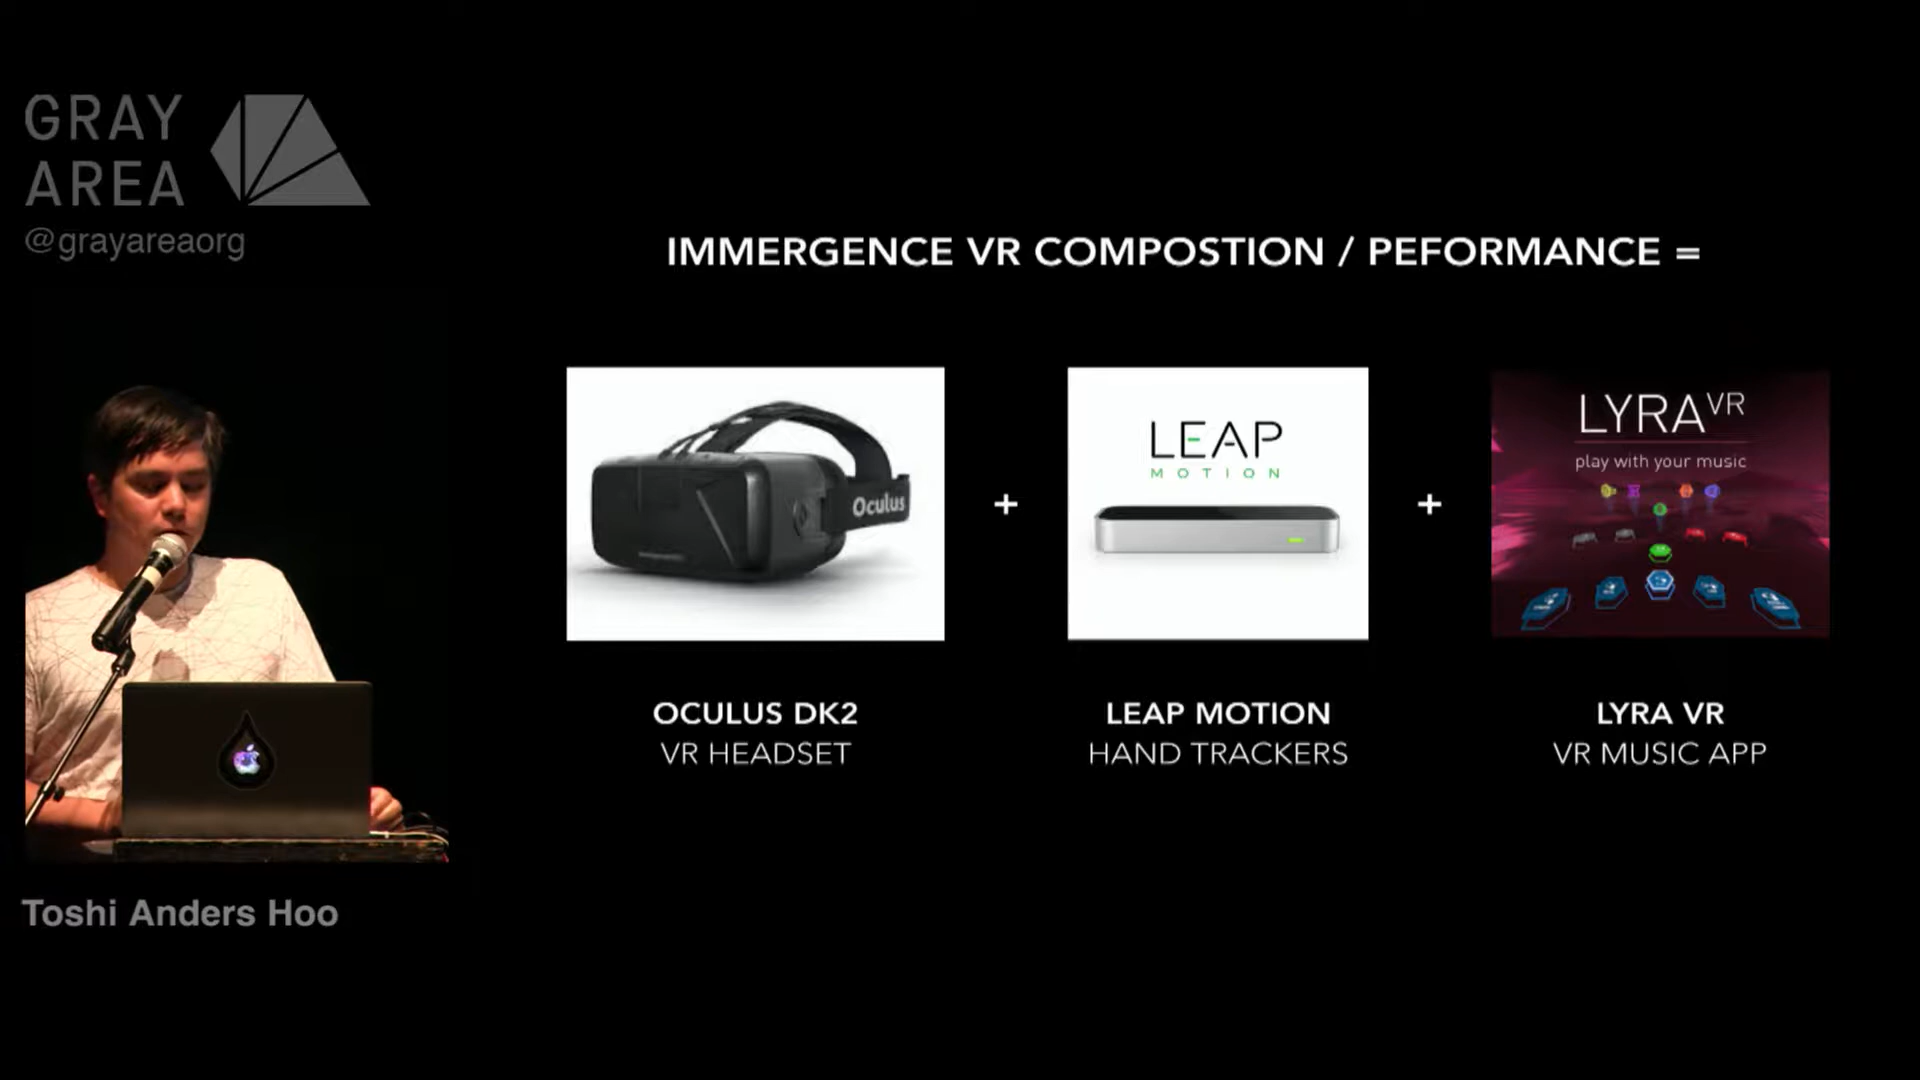 GRAY
AREA
@grayareaorg
IMMERGENCE VR COMPOSTION / PEFORMANCE =
Oculus
+
LEAP
MOTION
+
LYRAVR
play with your music
OCULUS DK2
VR HEADSET
LEAP MOTION
HAND TRACKERS
LYRA VR
VR MUSIC APP
Toshi Anders Hoo